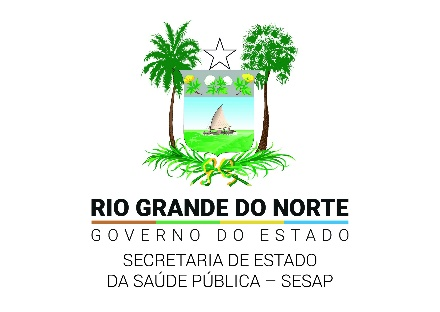 RIO GRANDE DO NORTE
GOVERNO DO ESTADO
SECRETARIA DE ESTADO
DA SAÚDE PÚBLICA – SESAP